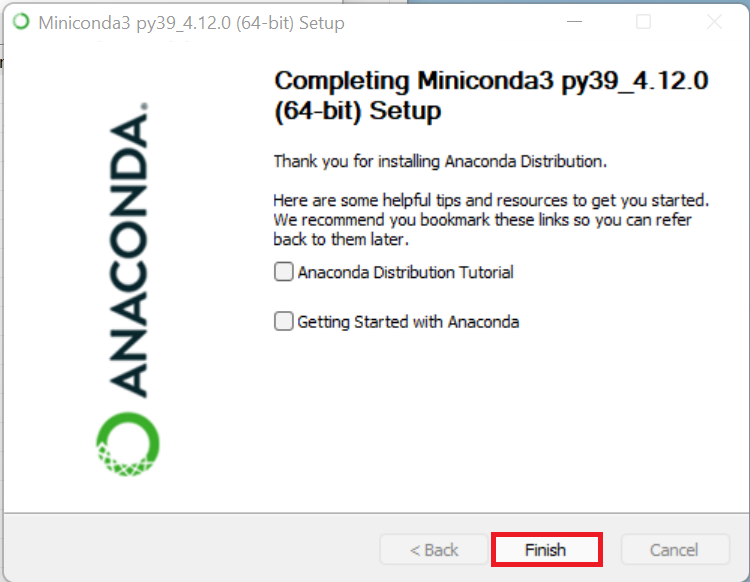 Miniconda3 py39_4.12.0 (64-bit) Setup
Completing Miniconda3 py39_4.12.0
(64-bit) Setup
ANACONDA.
Thank you for installing Anaconda Distribution.
Here are some helpful tips and resources to get you started.
We recommend you bookmark these links so you can refer
back to them later.
Anaconda Distribution Tutorial
Getting Started with Anaconda
< Back
Finish
Cancel